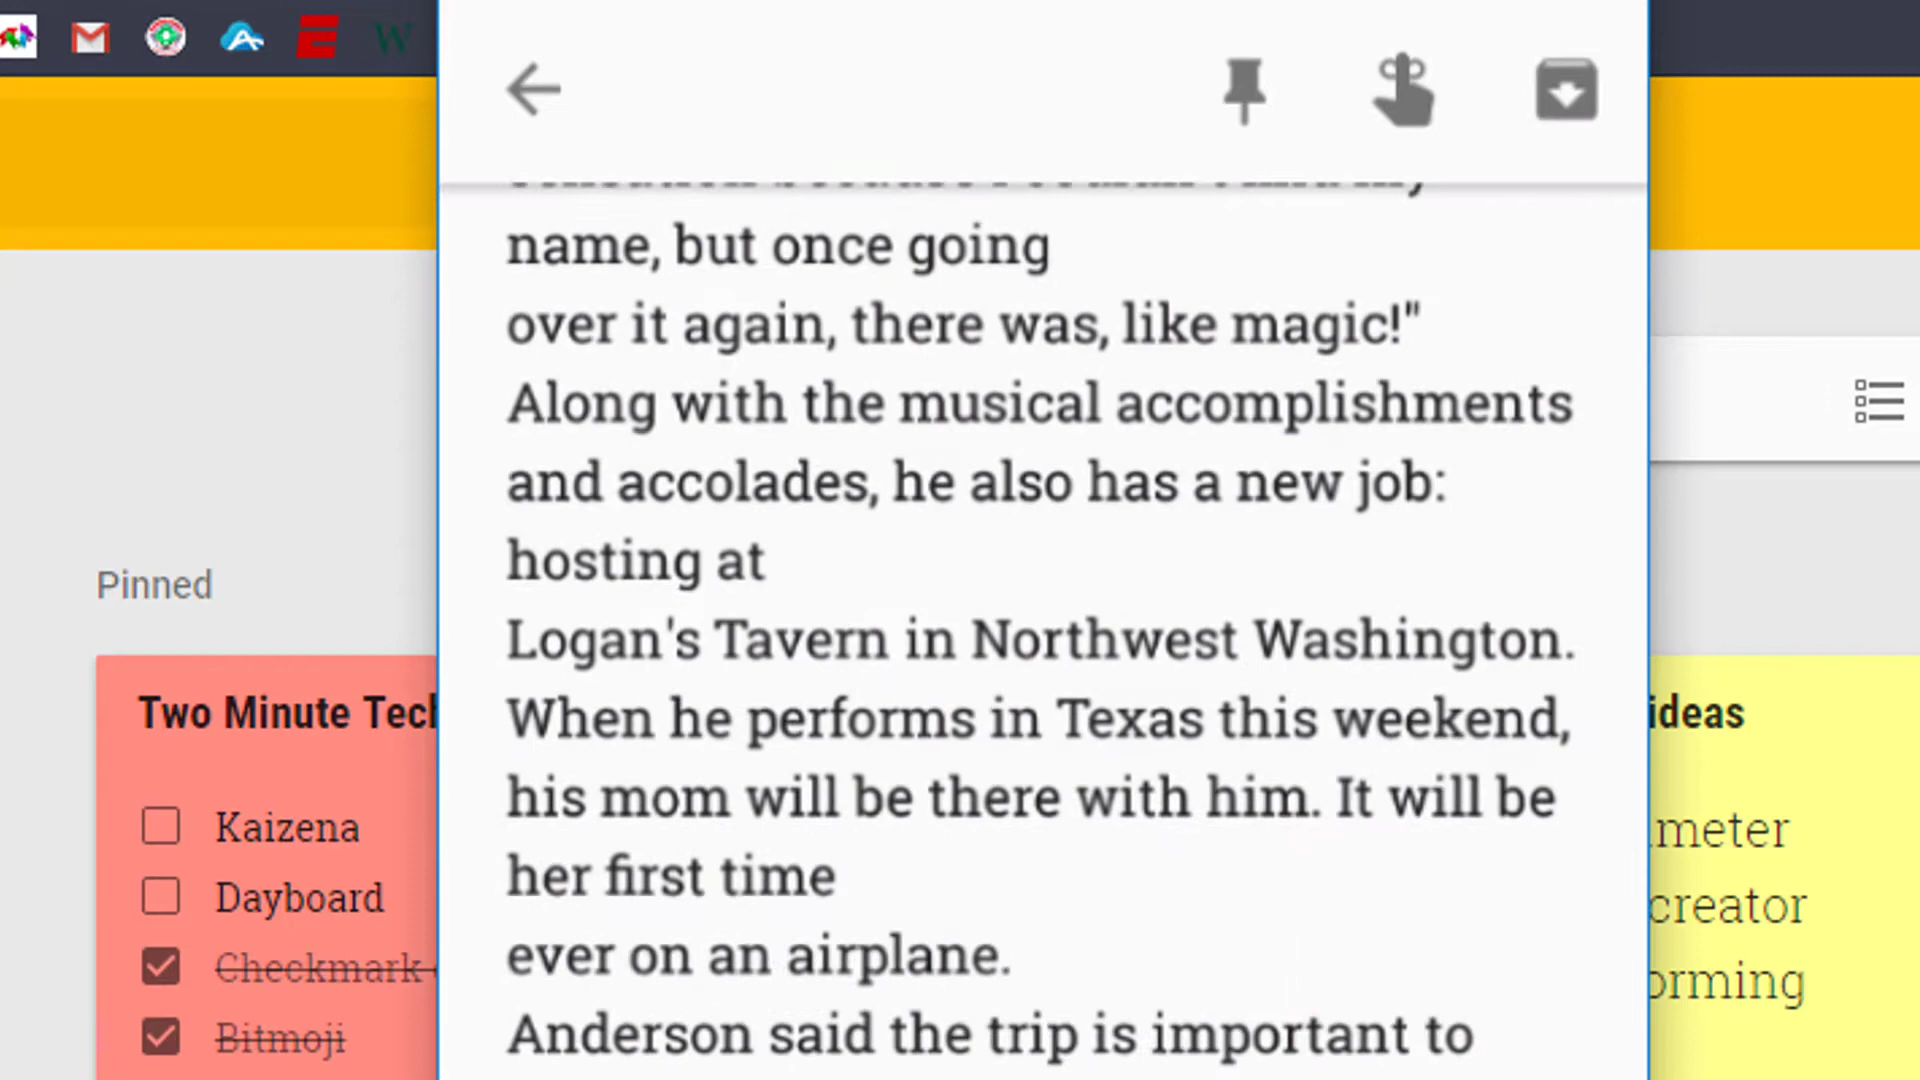 W
name, but once going
over it again, there was, like magic!"
Along with the musical accomplishments
and accolades, he also has a new job:
hosting at
Logan's Tavern in Northwest Washington.
When he performs in Texas this weekend,
his mom will be there with him. It will be
her first time
ever on an airplane.
Anderson said the trip is important to
Pinned
Two Minute Tech
Kaizena
Dayboard
Checkmark
Bitmoji
ideas
meter
creator
orming